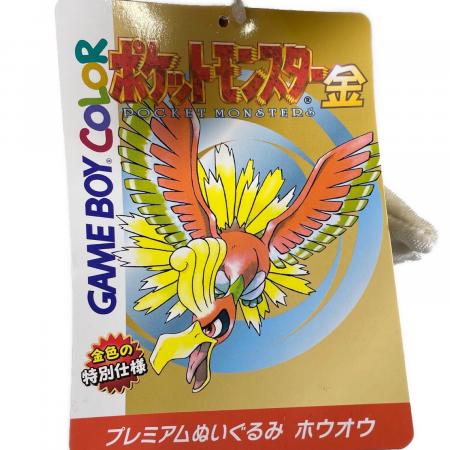 GAME BOY COLOR
ポケットモンスター金
POCKET MONSTERS®
金色の
特別仕様
プレミアムぬいぐるみ ホウオウ